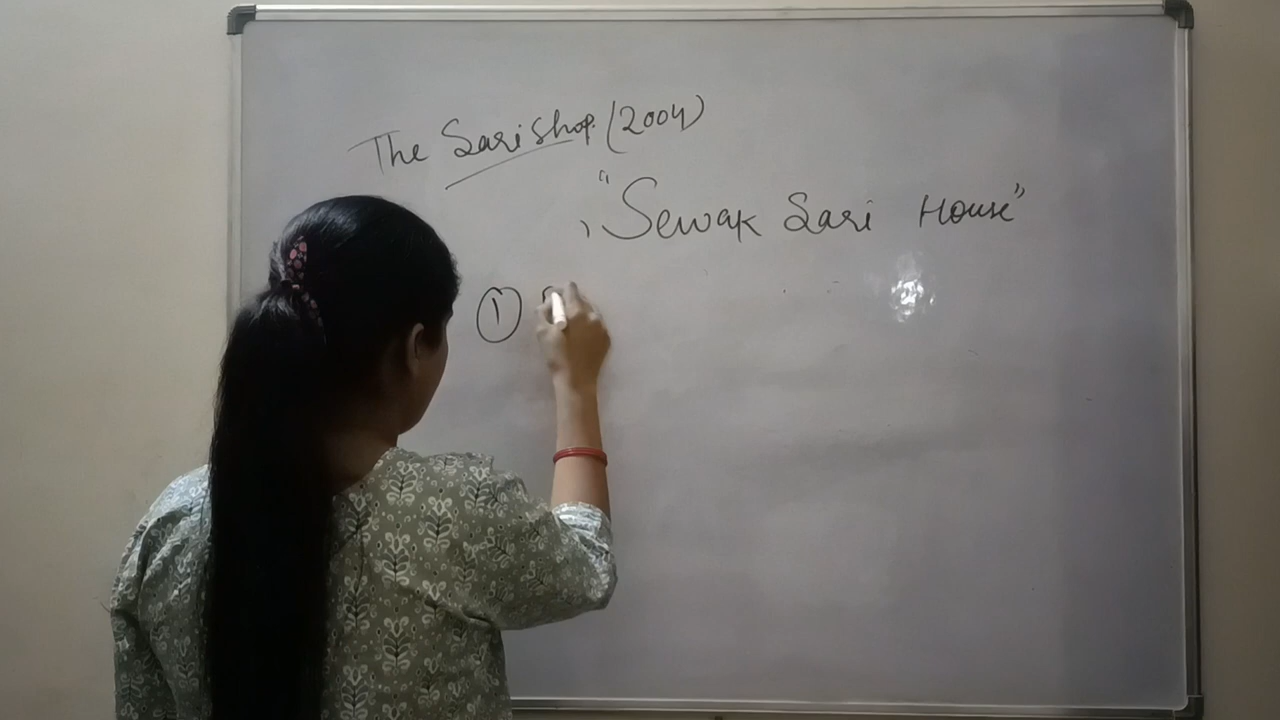 The Sari Shop. (2004)
"Sewak Sari House"
①